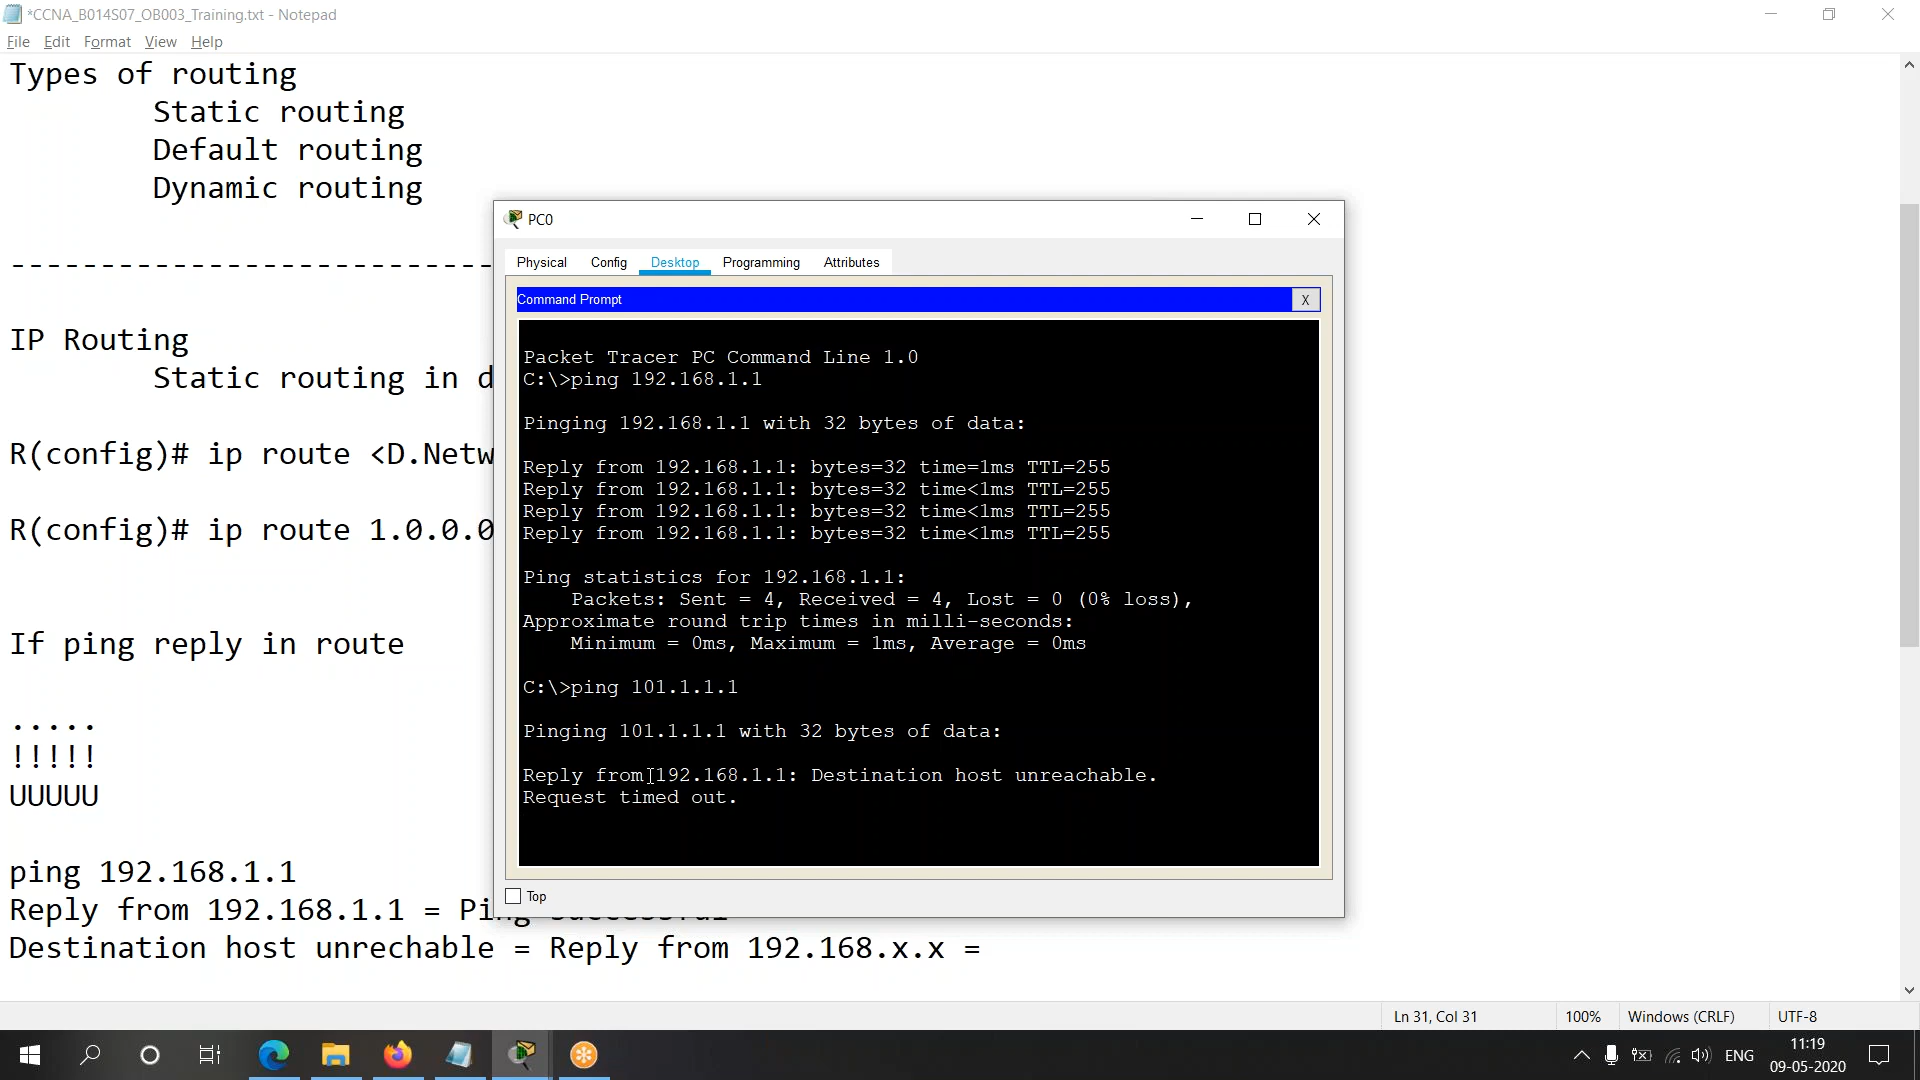 *CCNA_B014S07_OB003_Training.txt - Notepad
File Edit Format View Help
Types of routing
Static routing
Default routing
Dynamic routing
---------------------------
IP Routing
Static routing in d
R(config)# ip route <D.Netw
R(config)# ip route 1.0.0.0
If ping reply in route
.....
!!!!!
UUUUU
ping 192.168.1.1
Reply from 192.168.1.1 = Ping successful
Destination host unrechable = Reply from 192.168.x.x =
PC0
Physical Config Desktop Programming Attributes
Command Prompt X
Packet Tracer PC Command Line 1.0
C:\>ping 192.168.1.1
Pinging 192.168.1.1 with 32 bytes of data:
Reply from 192.168.1.1: bytes=32 time=1ms TTL=255
Reply from 192.168.1.1: bytes=32 time<1ms TTL=255
Reply from 192.168.1.1: bytes=32 time<1ms TTL=255
Reply from 192.168.1.1: bytes=32 time<1ms TTL=255
Ping statistics for 192.168.1.1:
Packets: Sent = 4, Received = 4, Lost = 0 (0% loss),
Approximate round trip times in milli-seconds:
Minimum = 0ms, Maximum = 1ms, Average = 0ms
C:\>ping 101.1.1.1
Pinging 101.1.1.1 with 32 bytes of data:
Reply from 192.168.1.1: Destination host unreachable.
Request timed out.
Top
Ln 31, Col 31 100% Windows (CRLF) UTF-8
ENG
11:19
09-05-2020